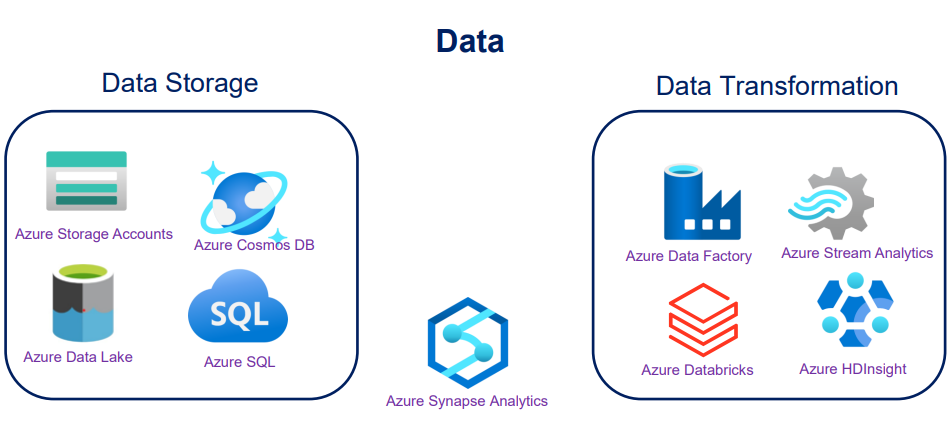 Data
Data Storage
Azure Storage Accounts
Azure Cosmos DB
Azure Data Lake
SQL
Azure SQL
Azure Synapse Analytics
Data Transformation
Azure Data Factory
Azure Stream Analytics
Azure Databricks
Azure HDInsight